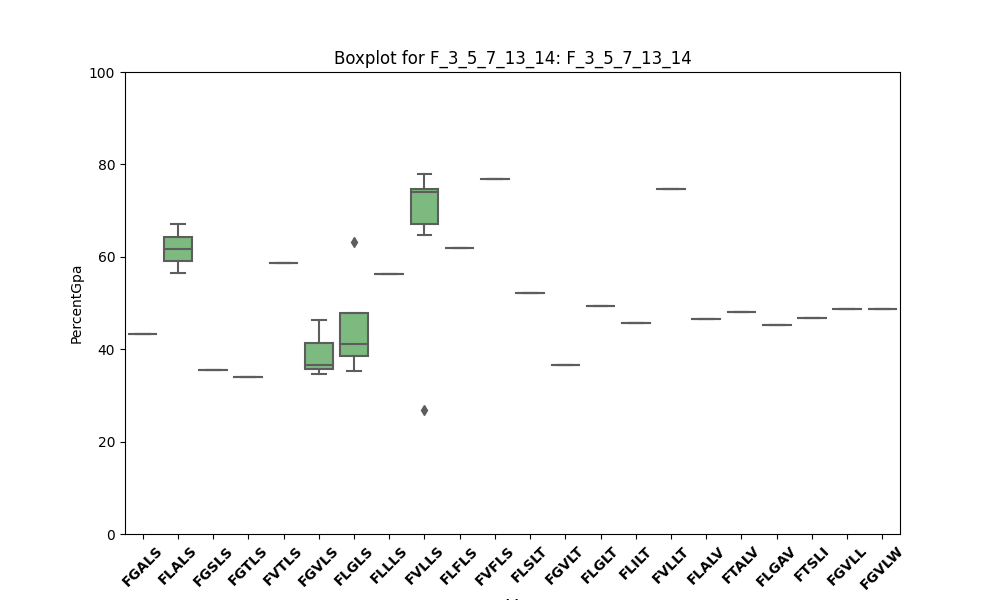 Boxplot for F_3_5_7_13_14: F_3_5_7_13_14
100
80
60
40
20
0
PercentGpa
FGALS
FLALS
FGSLS
FGTLS
FVTLS
FGVLS
FLGLS
FLLLS
FVLLS
FLFLS
FVFLS
FLSLT
FGVLT
FLGLT
FLILT
FVLLT
FLALV
FTALV
FLGAV
FTSLI
FGVLL
FGVLW